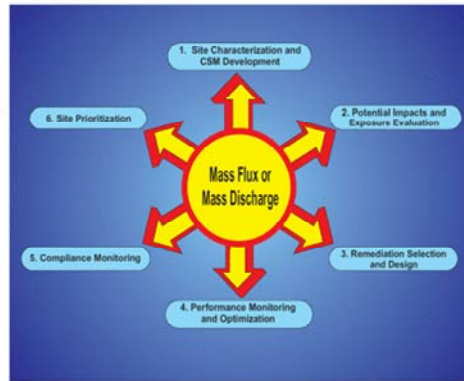 1. Site Characterization and
CSM Development
6. Site Prioritization
2. Potential Impacts and
Exposure Evaluation
Mass Flux or
Mass Discharge
5. Compliance Monitoring
3. Remediation Selection
and Design
4. Performance Monitoring
and Optimization